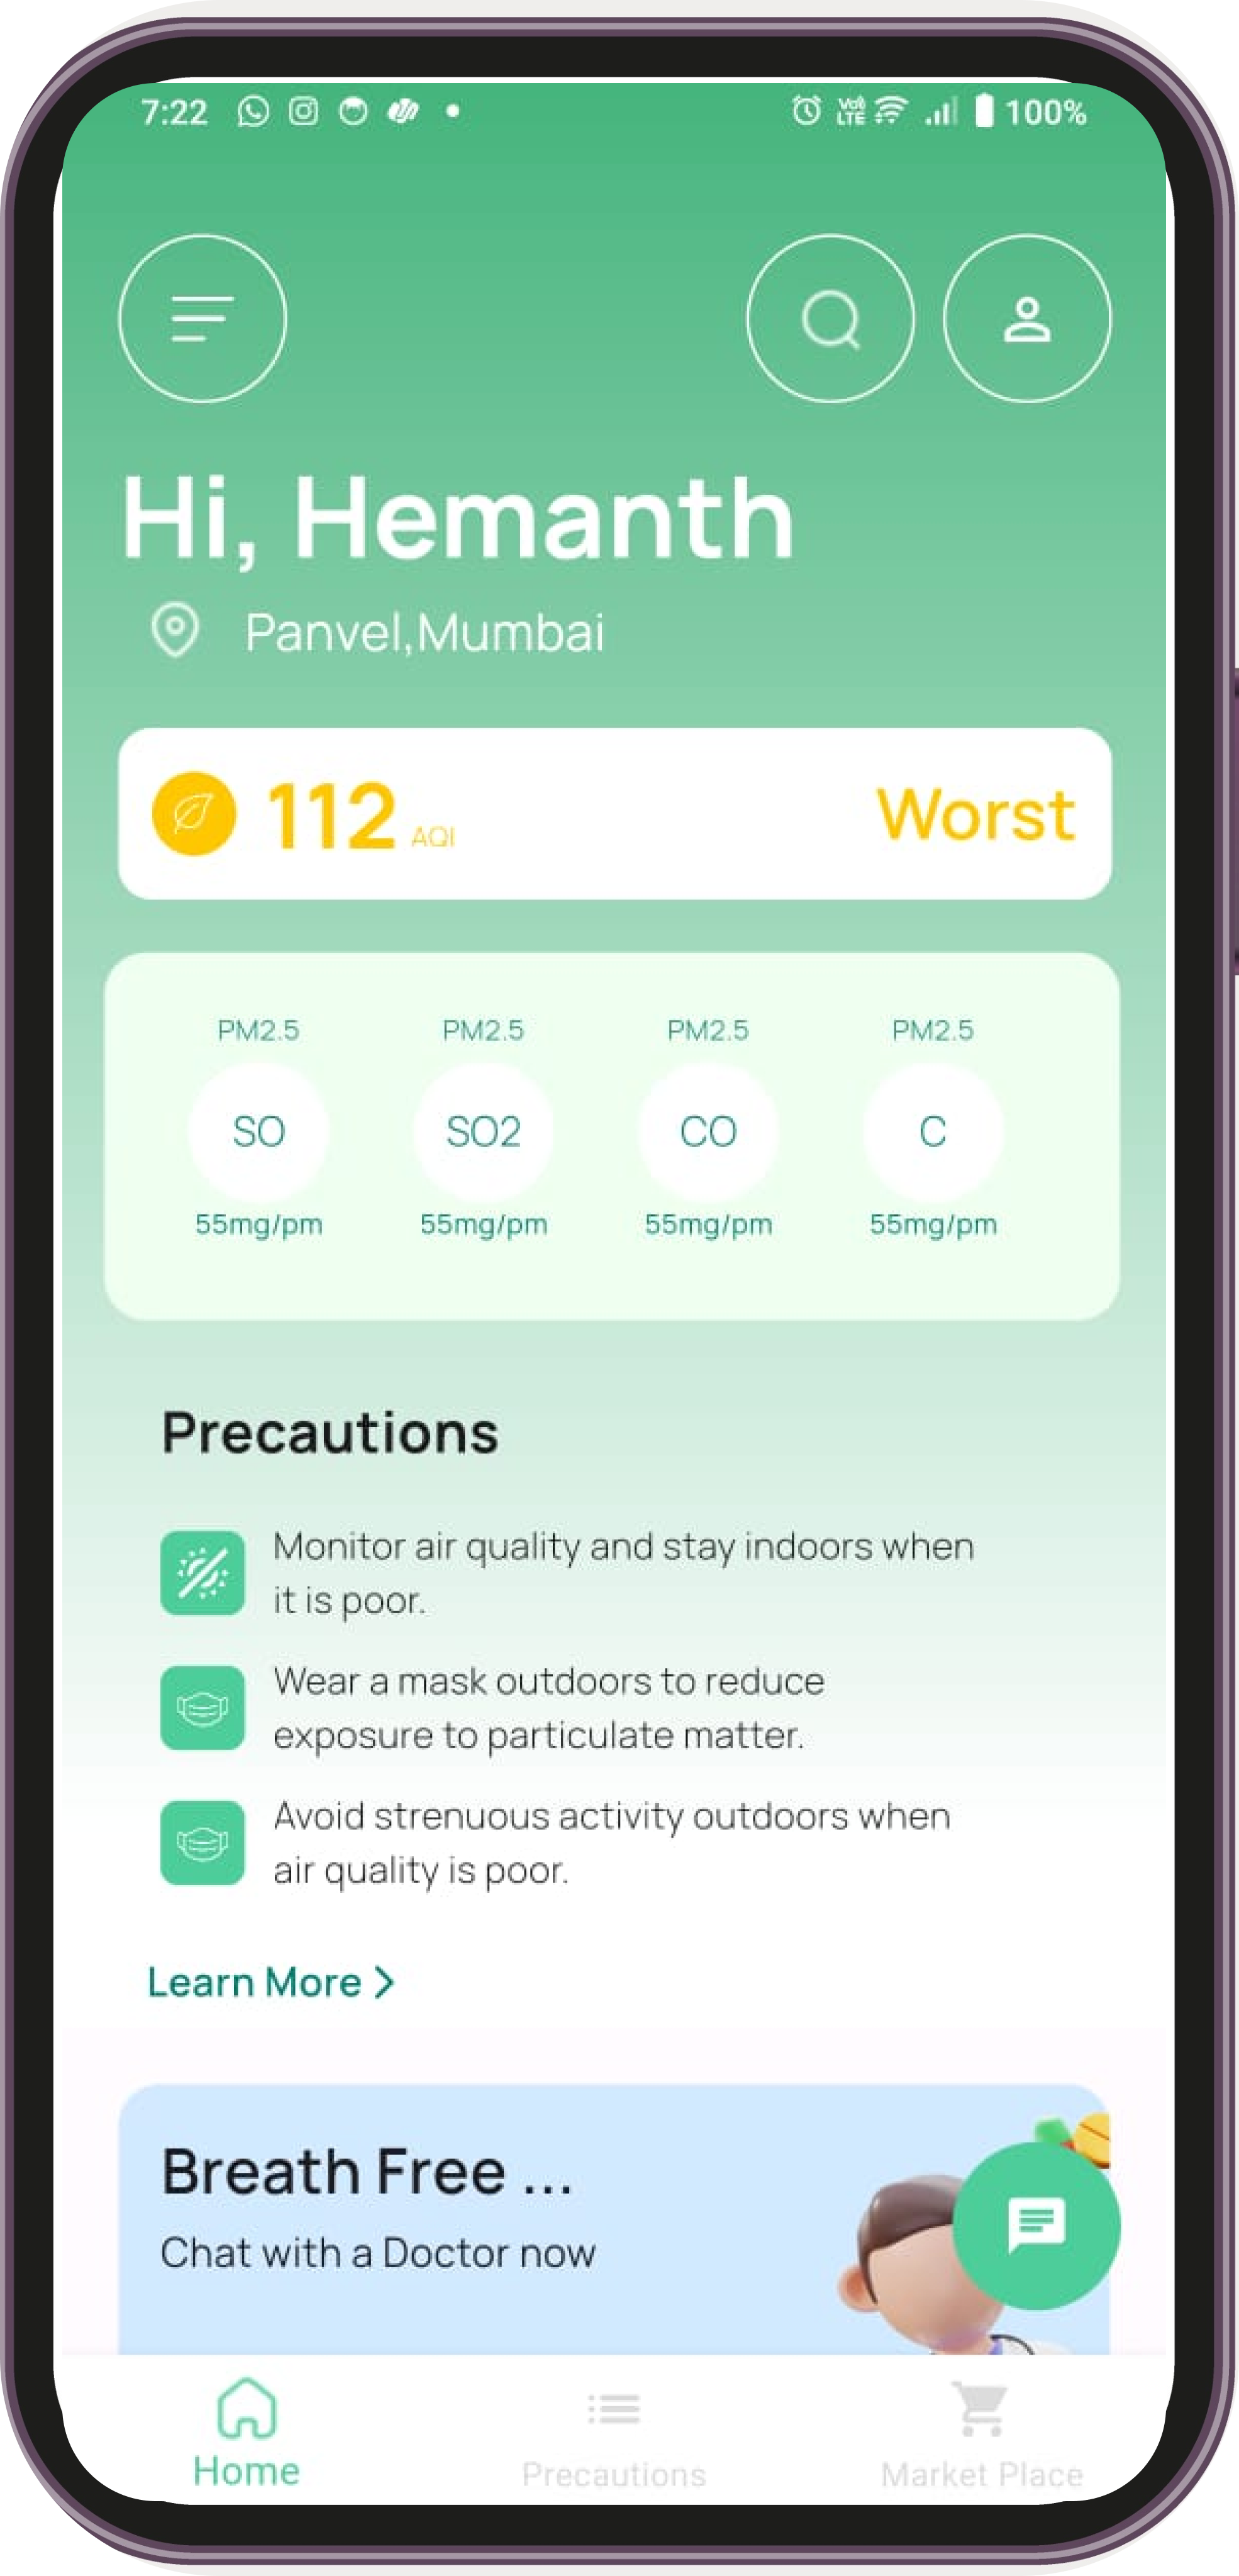 7:22 Vo) LTE 100%
Hi, Hemanth
Panvel,Mumbai
112 AQI Worst
PM2.5 PM2.5 PM2.5 PM2.5
SO SO2 CO C
55mg/pm 55mg/pm 55mg/pm 55mg/pm
Precautions
Monitor air quality and stay indoors when
it is poor.
Wear a mask outdoors to reduce
exposure to particulate matter.
Avoid strenuous activity outdoors when
air quality is poor.
Learn More
Breath Free ...
Chat with a Doctor now
Home Precautions Market Place